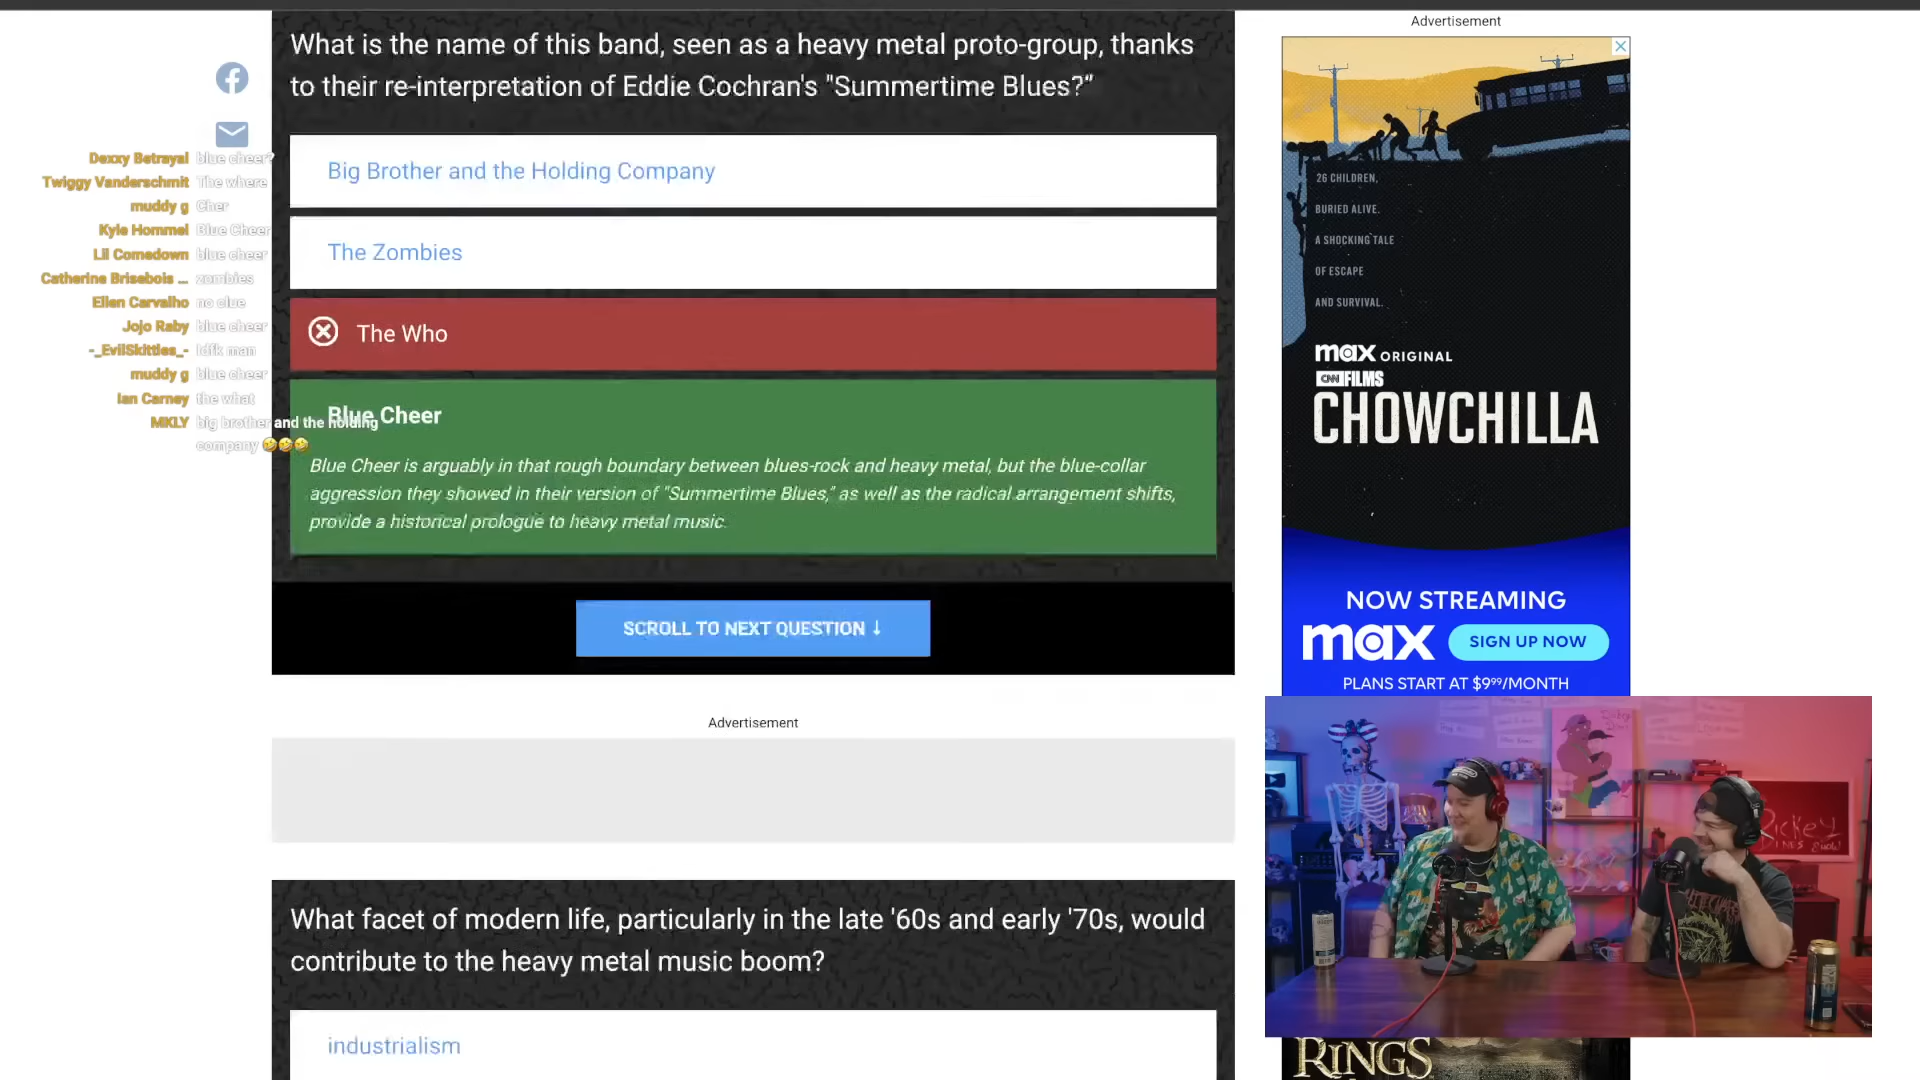 What is the name of this band, seen as a heavy metal proto-group, thanks
to their re-interpretation of Eddie Cochran's "Summertime Blues?"
Big Brother and the Holding Company
The Zombies
The Who
Blue Cheer
Blue Cheer is arguably in that rough boundary between blues-rock and heavy metal, but the blue-collar
aggression they showed in their version of "Summertime Blues," as well as the radical arrangement shifts,
provide a historical prologue to heavy metal music.
SCROLL TO NEXT QUESTION ↓
Advertisement
What facet of modern life, particularly in the late '60s and early '70s, would
contribute to the heavy metal music boom?
industrialism
Dexxy Betrayal blue cheer?
Twiggy Vanderschmit The where
muddy g Cher
Kyle Hommel Blue Cheer
Lil Comedown blue cheer
Catherine Brisebois ... zombies
Ellen Carvalho no clue
Jojo Raby blue cheer
-_EvilSkittles_- Idfk man
muddy g blue cheer
Ian Carney the what
MKLY big brother and the holding
company 🤣🤣🤣
Advertisement
26 CHILDREN,
BURIED ALIVE.
A SHOCKING TALE
OF ESCAPE
AND SURVIVAL.
max ORIGINAL
CNN FILMS
CHOWCHILLA
NOW STREAMING
max SIGN UP NOW
PLANS START AT $9⁹⁹/MONTH
Rickey
RINGS